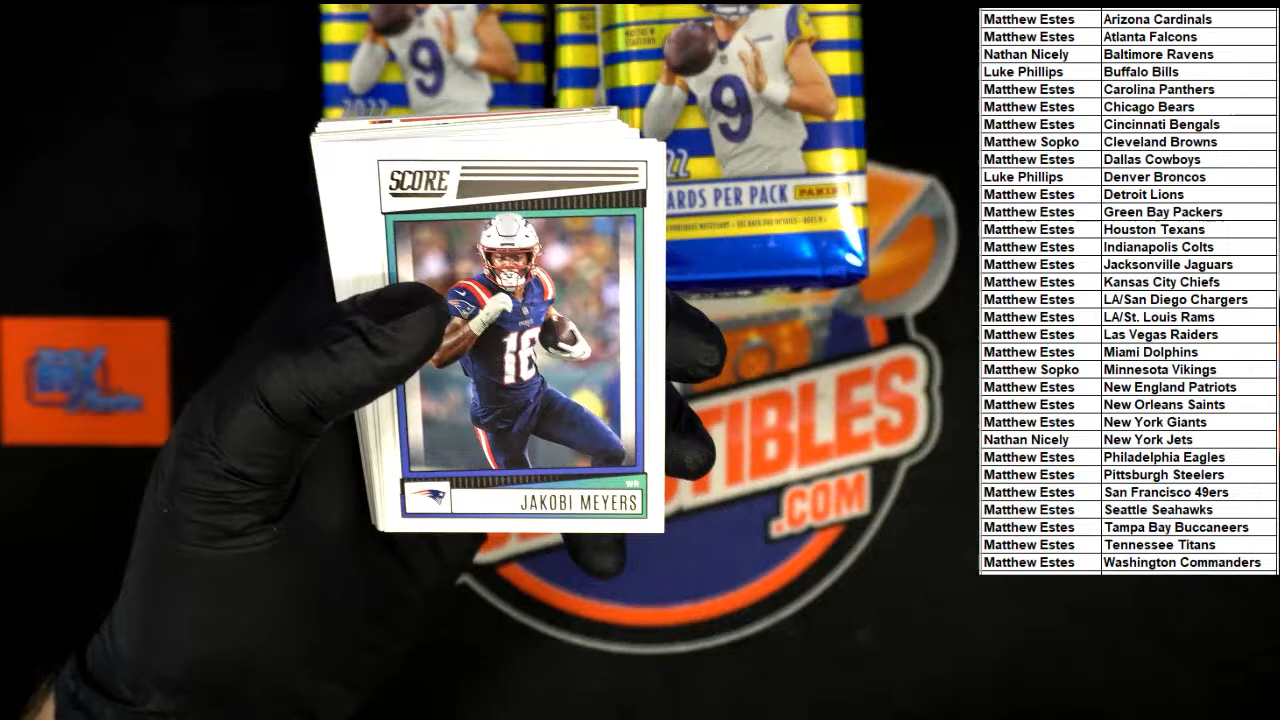 9
2022
MATTHEW
STAFFORD
9
22
ARDS PER PACK PANINI
SCORE
16
WR
JAKOBI MEYERS
TIBLES
.COM
Matthew Estes Arizona Cardinals
Matthew Estes Atlanta Falcons
Nathan Nicely Baltimore Ravens
Luke Phillips Buffalo Bills
Matthew Estes Carolina Panthers
Matthew Estes Chicago Bears
Matthew Estes Cincinnati Bengals
Matthew Sopko Cleveland Browns
Matthew Estes Dallas Cowboys
Luke Phillips Denver Broncos
Matthew Estes Detroit Lions
Matthew Estes Green Bay Packers
Matthew Estes Houston Texans
Matthew Estes Indianapolis Colts
Matthew Estes Jacksonville Jaguars
Matthew Estes Kansas City Chiefs
Matthew Estes LA/San Diego Chargers
Matthew Estes LA/St. Louis Rams
Matthew Estes Las Vegas Raiders
Matthew Estes Miami Dolphins
Matthew Sopko Minnesota Vikings
Matthew Estes New England Patriots
Matthew Estes New Orleans Saints
Matthew Estes New York Giants
Nathan Nicely New York Jets
Matthew Estes Philadelphia Eagles
Matthew Estes Pittsburgh Steelers
Matthew Estes San Francisco 49ers
Matthew Estes Seattle Seahawks
Matthew Estes Tampa Bay Buccaneers
Matthew Estes Tennessee Titans
Matthew Estes Washington Commanders